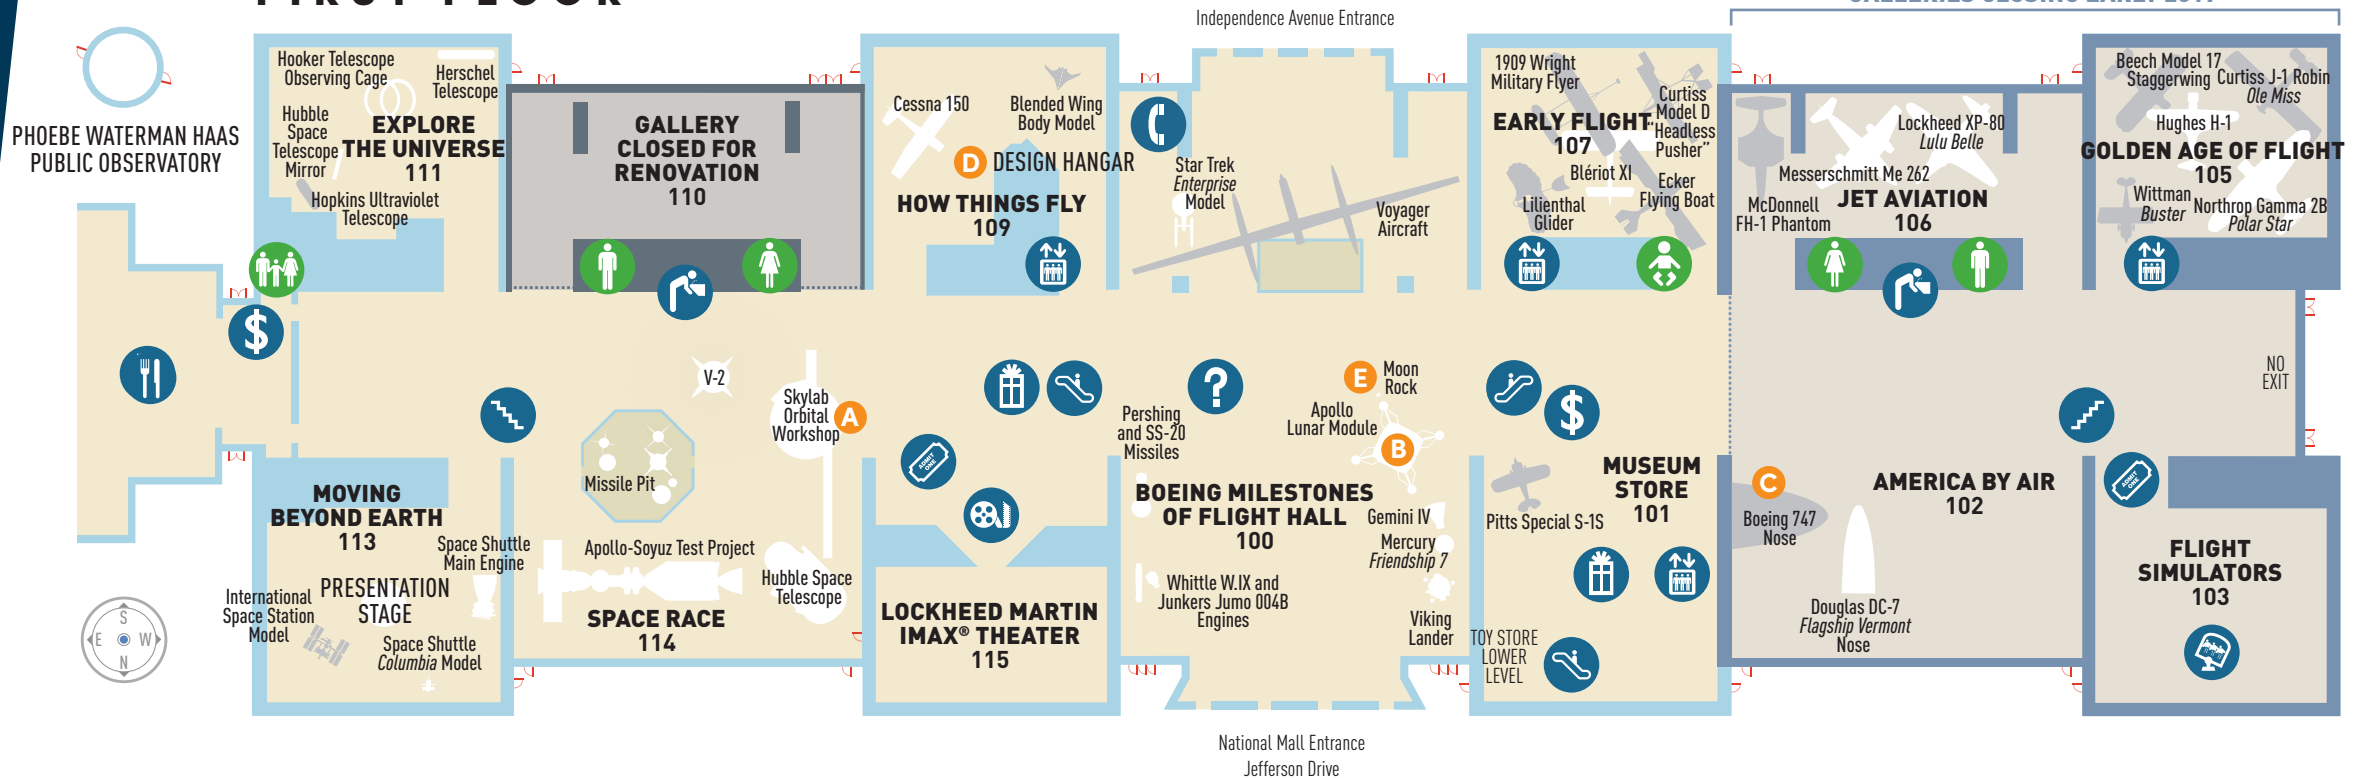 FIRST FLOOR
GALLERIES CLOSING EARLY 2017
Independence Avenue Entrance
PHOEBE WATERMAN HAAS
PUBLIC OBSERVATORY
Hooker Telescope
Observing Cage
Herschel
Telescope
Hubble
Space
Telescope
Mirror
EXPLORE
THE UNIVERSE
111
Hopkins Ultraviolet
Telescope
GALLERY
CLOSED FOR
RENOVATION
110
Cessna 150
Blended Wing
Body Model
D DESIGN HANGAR
HOW THINGS FLY
109
Star Trek
Enterprise
Model
Voyager
Aircraft
1909 Wright
Military Flyer
EARLY FLIGHT
107
Curtiss
Model D
"Headless
Pusher"
Blériot XI
Lilienthal
Glider
Ecker
Flying Boat
Lockheed XP-80
Lulu Belle
Messerschmitt Me 262
McDonnell
FH-1 Phantom
JET AVIATION
106
Beech Model 17
Staggerwing
Curtiss J-1 Robin
Ole Miss
Hughes H-1
GOLDEN AGE OF FLIGHT
105
Wittman
Buster
Northrop Gamma 2B
Polar Star
$
V-2
Skylab
Orbital
Workshop
A
Missile Pit
?
E
Moon
Rock
Apollo
Lunar Module
B
Pershing
and SS-20
Missiles
$
NO
EXIT
ADMIT
ONE
MOVING
BEYOND EARTH
113
Space Shuttle
Main Engine
PRESENTATION
STAGE
International
Space Station
Model
Space Shuttle
Columbia Model
Apollo-Soyuz Test Project
Hubble Space
Telescope
SPACE RACE
114
LOCKHEED MARTIN
IMAX® THEATER
115
BOEING MILESTONES
OF FLIGHT HALL
100
Gemini IV
Mercury
Friendship 7
Whittle W.IX and
Junkers Jumo 004B
Engines
Viking
Lander
MUSEUM
STORE
101
Pitts Special S-1S
TOY STORE
LOWER
LEVEL
C
Boeing 747
Nose
AMERICA BY AIR
102
Douglas DC-7
Flagship Vermont
Nose
ADMIT
ONE
FLIGHT
SIMULATORS
103
S
E W
N
National Mall Entrance
Jefferson Drive